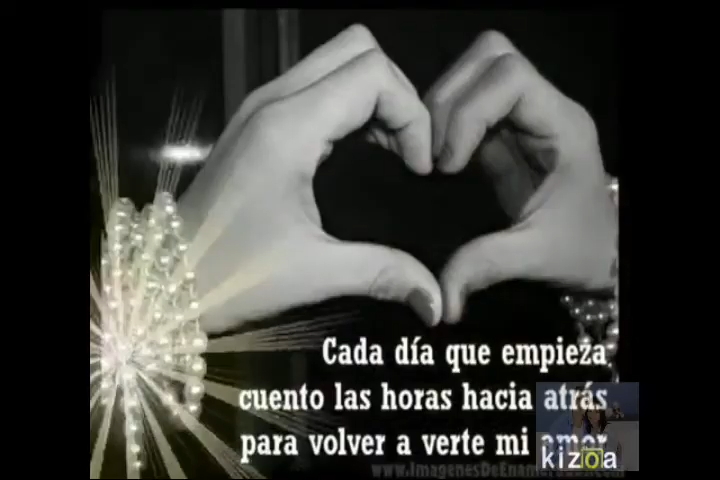 Cada día que empieza
cuento las horas hacia atrás
para volver a verte mi amor
kizoa